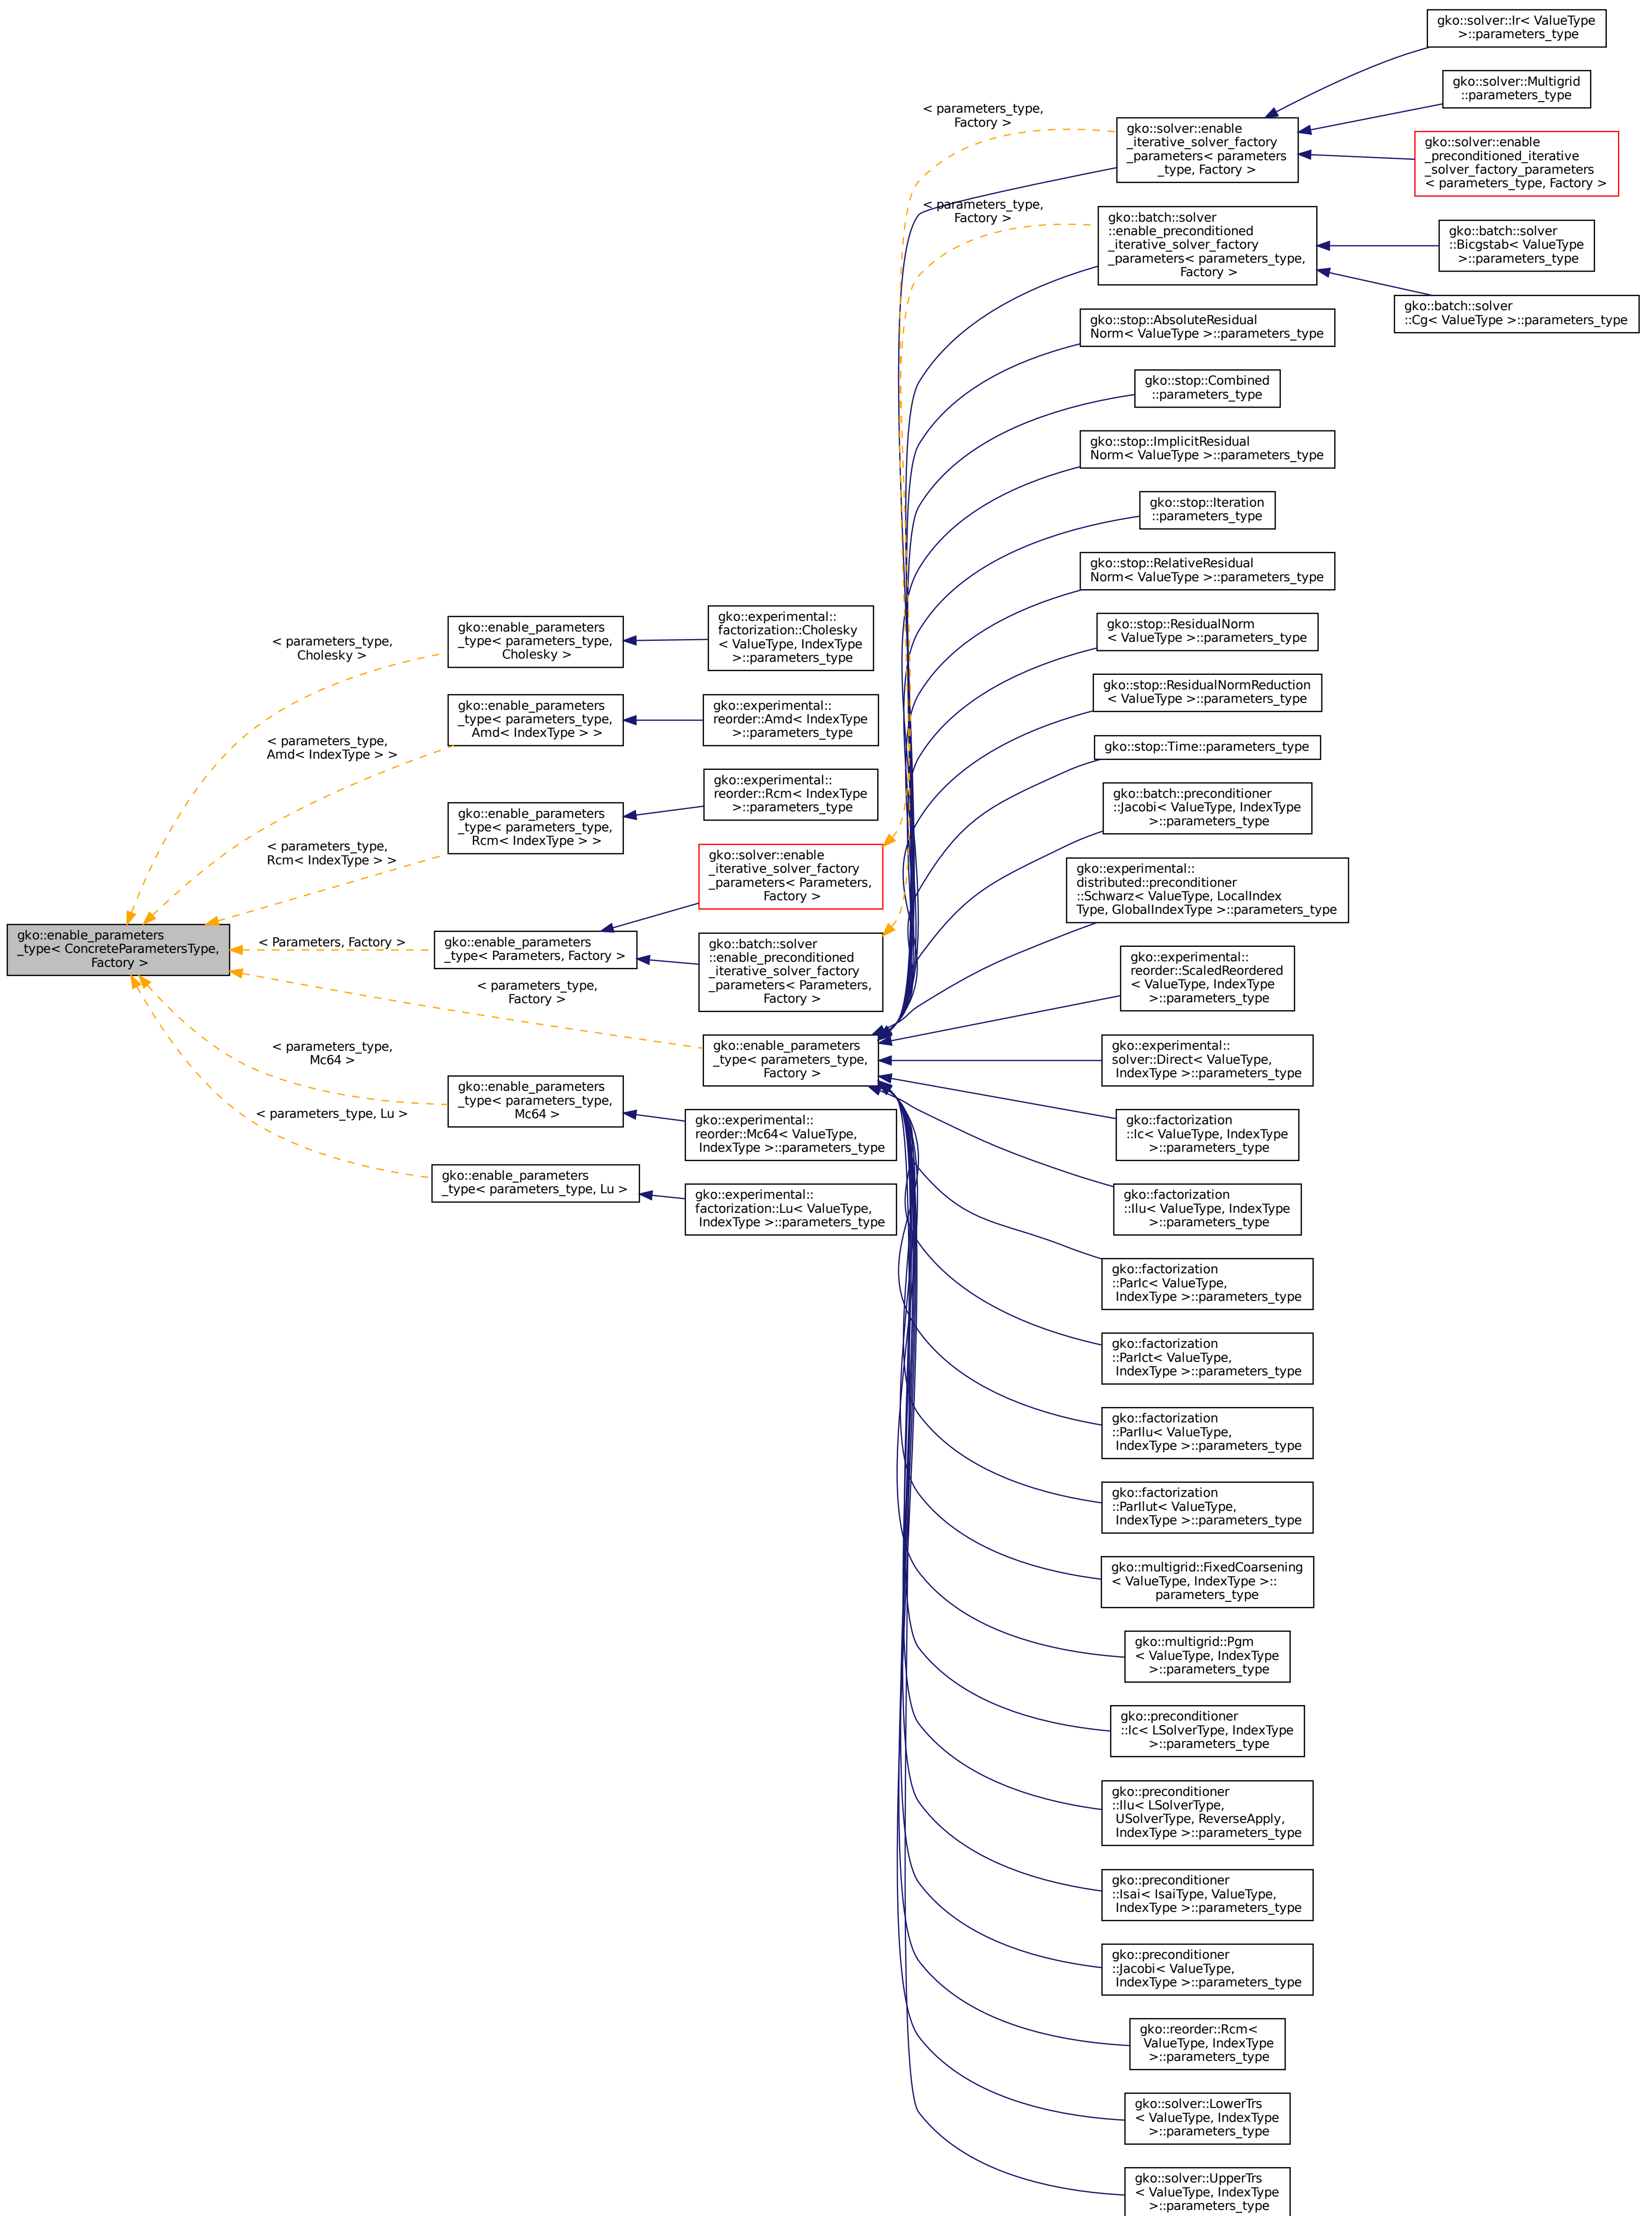 gko::enable_parameters
_type< ConcreteParametersType,
Factory >
< parameters_type,
Cholesky >
< parameters_type,
Amd< IndexType > >
< parameters_type,
Rcm< IndexType > >
< Parameters, Factory >
< parameters_type,
Factory >
< parameters_type,
Mc64 >
< parameters_type, Lu >
gko::enable_parameters
_type< parameters_type,
Cholesky >
gko::enable_parameters
_type< parameters_type,
Amd< IndexType > >
gko::enable_parameters
_type< parameters_type,
Rcm< IndexType > >
gko::enable_parameters
_type< Parameters, Factory >
gko::enable_parameters
_type< parameters_type,
Mc64 >
gko::enable_parameters
_type< parameters_type, Lu >
gko::experimental::
factorization::Cholesky
< ValueType, IndexType
>::parameters_type
gko::experimental::
reorder::Amd< IndexType
>::parameters_type
gko::experimental::
reorder::Rcm< IndexType
>::parameters_type
gko::solver::enable
_iterative_solver_factory
_parameters< Parameters,
Factory >
gko::batch::solver
::enable_preconditioned
_iterative_solver_factory
_parameters< Parameters,
Factory >
gko::enable_parameters
_type< parameters_type,
Factory >
gko::experimental::
reorder::Mc64< ValueType,
IndexType >::parameters_type
gko::experimental::
factorization::Lu< ValueType,
IndexType >::parameters_type
< parameters_type,
Factory >
< parameters_type,
Factory >
gko::solver::enable
_iterative_solver_factory
_parameters< parameters
_type, Factory >
gko::batch::solver
::enable_preconditioned
_iterative_solver_factory
_parameters< parameters_type,
Factory >
gko::stop::AbsoluteResidual
Norm< ValueType >::parameters_type
gko::stop::Combined
::parameters_type
gko::stop::ImplicitResidual
Norm< ValueType >::parameters_type
gko::stop::Iteration
::parameters_type
gko::stop::RelativeResidual
Norm< ValueType >::parameters_type
gko::stop::ResidualNorm
< ValueType >::parameters_type
gko::stop::ResidualNormReduction
< ValueType >::parameters_type
gko::stop::Time::parameters_type
gko::batch::preconditioner
::Jacobi< ValueType, IndexType
>::parameters_type
gko::experimental::
distributed::preconditioner
::Schwarz< ValueType, LocalIndex
Type, GlobalIndexType >::parameters_type
gko::experimental::
reorder::ScaledReordered
< ValueType, IndexType
>::parameters_type
gko::experimental::
solver::Direct< ValueType,
IndexType >::parameters_type
gko::factorization
::Ic< ValueType, IndexType
>::parameters_type
gko::factorization
::Ilu< ValueType, IndexType
>::parameters_type
gko::factorization
::ParIc< ValueType,
IndexType >::parameters_type
gko::factorization
::ParIct< ValueType,
IndexType >::parameters_type
gko::factorization
::ParIlu< ValueType,
IndexType >::parameters_type
gko::factorization
::ParIlut< ValueType,
IndexType >::parameters_type
gko::multigrid::FixedCoarsening
< ValueType, IndexType >::
parameters_type
gko::multigrid::Pgm
< ValueType, IndexType
>::parameters_type
gko::preconditioner
::Ic< LSolverType, IndexType
>::parameters_type
gko::preconditioner
::Ilu< LSolverType,
USolverType, ReverseApply,
IndexType >::parameters_type
gko::preconditioner
::Isai< IsaiType, ValueType,
IndexType >::parameters_type
gko::preconditioner
::Jacobi< ValueType,
IndexType >::parameters_type
gko::reorder::Rcm<
ValueType, IndexType
>::parameters_type
gko::solver::LowerTrs
< ValueType, IndexType
>::parameters_type
gko::solver::UpperTrs
< ValueType, IndexType
>::parameters_type
gko::solver::Ir< ValueType
>::parameters_type
gko::solver::Multigrid
::parameters_type
gko::solver::enable
_preconditioned_iterative
_solver_factory_parameters
< parameters_type, Factory >
gko::batch::solver
::Bicgstab< ValueType
>::parameters_type
gko::batch::solver
::Cg< ValueType >::parameters_type